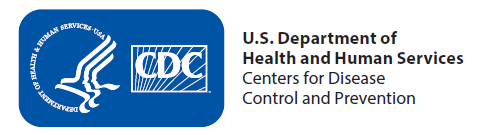 DEPARTMENT OF HEALTH & HUMAN SERVICES · USA
CDC
U.S. Department of
Health and Human Services
Centers for Disease
Control and Prevention